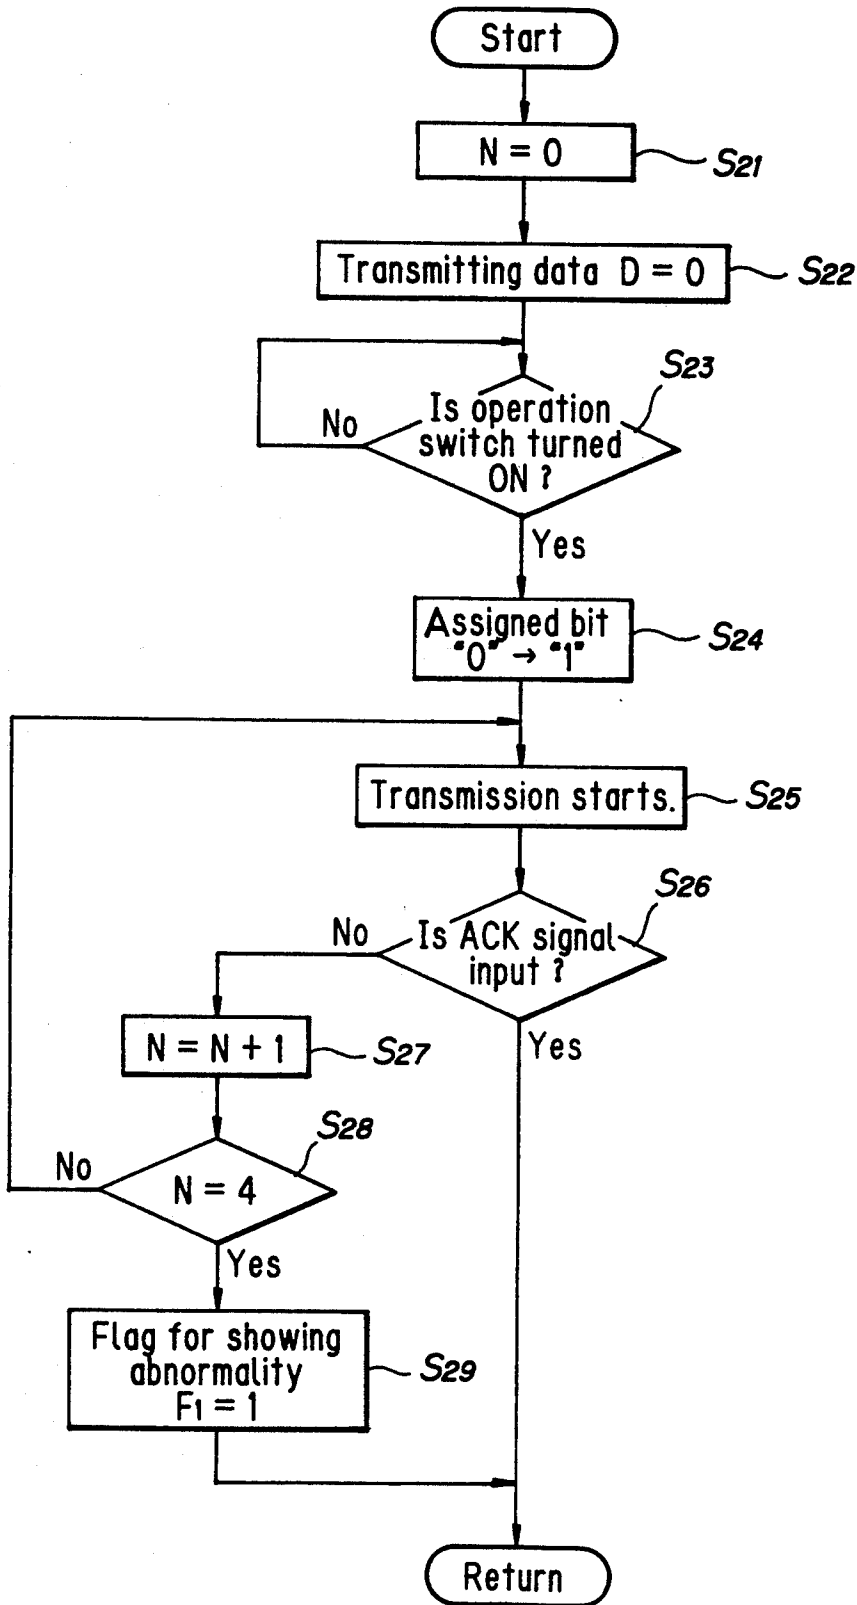 Start
N = 0
S21
Transmitting data D = 0
S22
S23
Is operation
switch turned
ON ?
No
Yes
Assigned bit
"0" → "1"
S24
Transmission starts.
S25
S26
Is ACK signal
input ?
No
Yes
N = N + 1
S27
S28
N = 4
No
Yes
Flag for showing
abnormality
F1 = 1
S29
Return